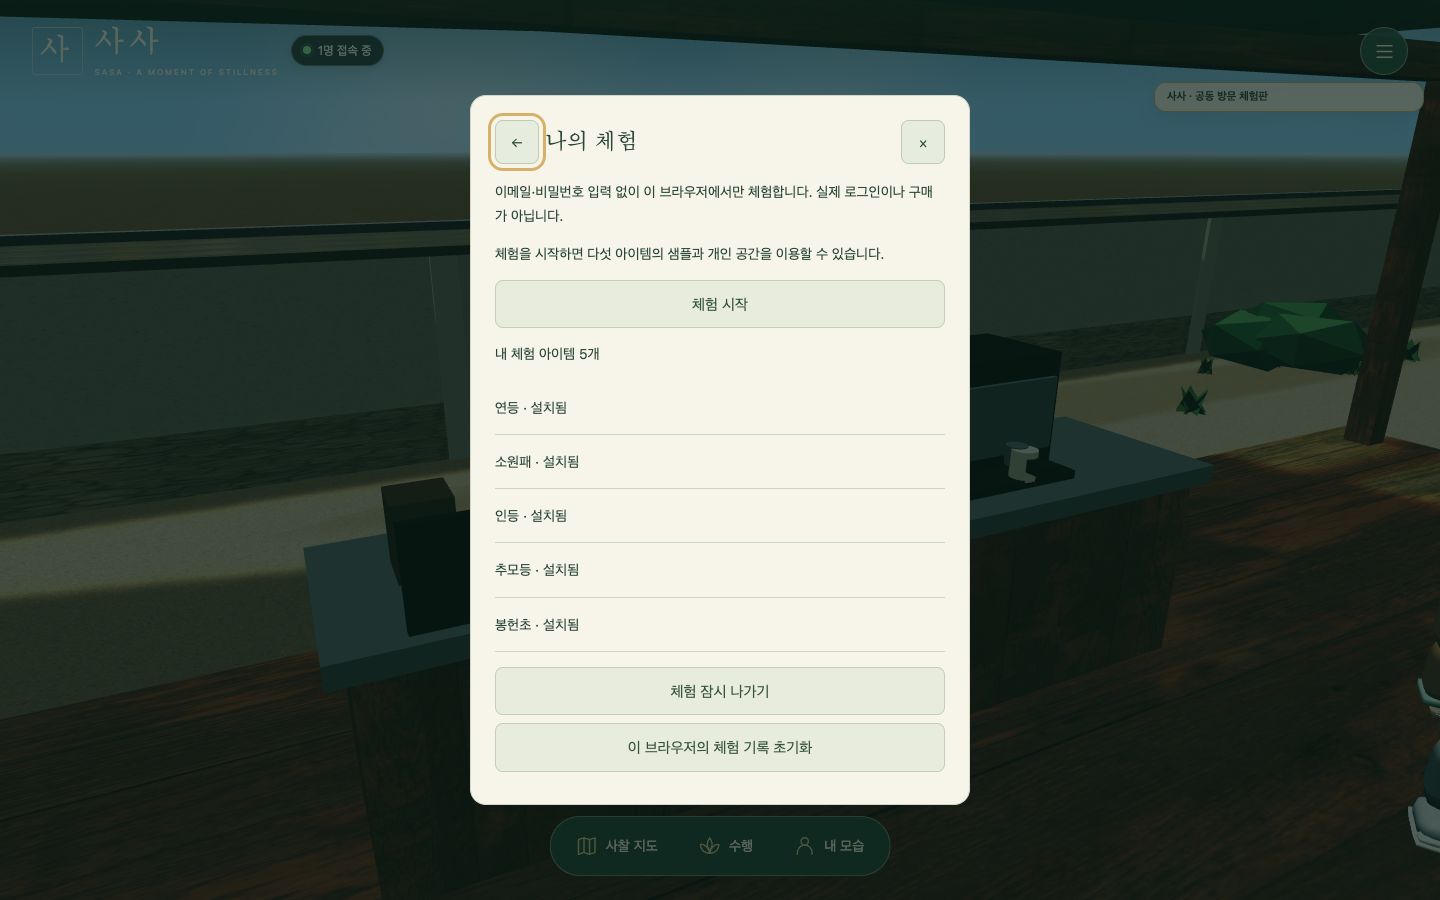 사
사사
SASA · A MOMENT OF STILLNESS
1명 접속 중
사사 · 공동 방문 체험판
← 나의 체험 ×
이메일·비밀번호 입력 없이 이 브라우저에서만 체험합니다. 실제 로그인이나 구매
가 아닙니다.
체험을 시작하면 다섯 아이템의 샘플과 개인 공간을 이용할 수 있습니다.
체험 시작
내 체험 아이템 5개
연등 · 설치됨
소원패 · 설치됨
인등 · 설치됨
추모등 · 설치됨
봉헌초 · 설치됨
체험 잠시 나가기
이 브라우저의 체험 기록 초기화
사찰 지도
수행
내 모습